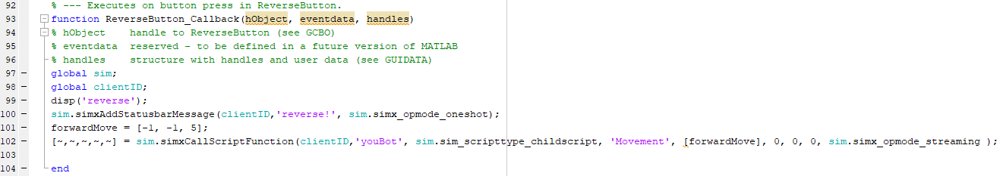 92 % --- Executes on button press in ReverseButton.
93 function ReverseButton_Callback(hObject, eventdata, handles)
94 % hObject    handle to ReverseButton (see GCBO)
95 % eventdata  reserved - to be defined in a future version of MATLAB
96 % handles    structure with handles and user data (see GUIDATA)
97 - global sim;
98 - global clientID;
99 - disp('reverse');
100 - sim.simxAddStatusbarMessage(clientID,'reverse!', sim.simx_opmode_oneshot);
101 - forwardMove = [-1, -1, 5];
102 - [~,~,~,~,~] = sim.simxCallScriptFunction(clientID,'youBot', sim.sim_scripttype_childscript, 'Movement', [forwardMove], 0, 0, 0, sim.simx_opmode_streaming );
103
104 - end